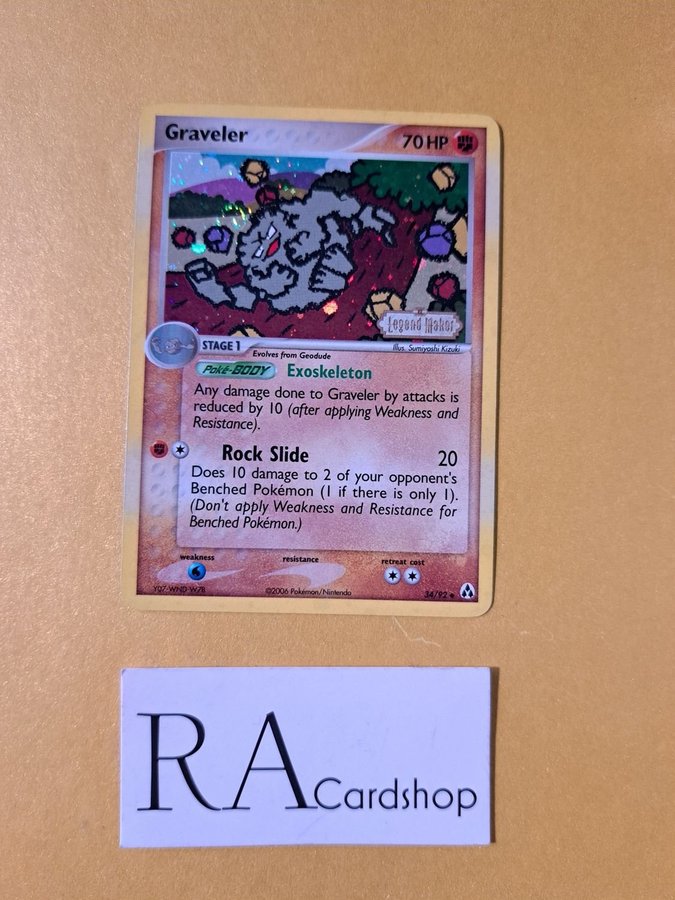 Graveler 70 HP
Legend Maker
STAGE 1
Illus. Sumiyoshi Kizuki
Evolves from Geodude
Poké-BODY Exoskeleton
Any damage done to Graveler by attacks is
reduced by 10 (after applying Weakness and
Resistance).
Rock Slide 20
Does 10 damage to 2 of your opponent's
Benched Pokémon (1 if there is only 1).
(Don't apply Weakness and Resistance for
Benched Pokémon.)
weakness resistance retreat cost
Y07-WND-W7B ©2006 Pokémon/Nintendo 34/92
RA Cardshop